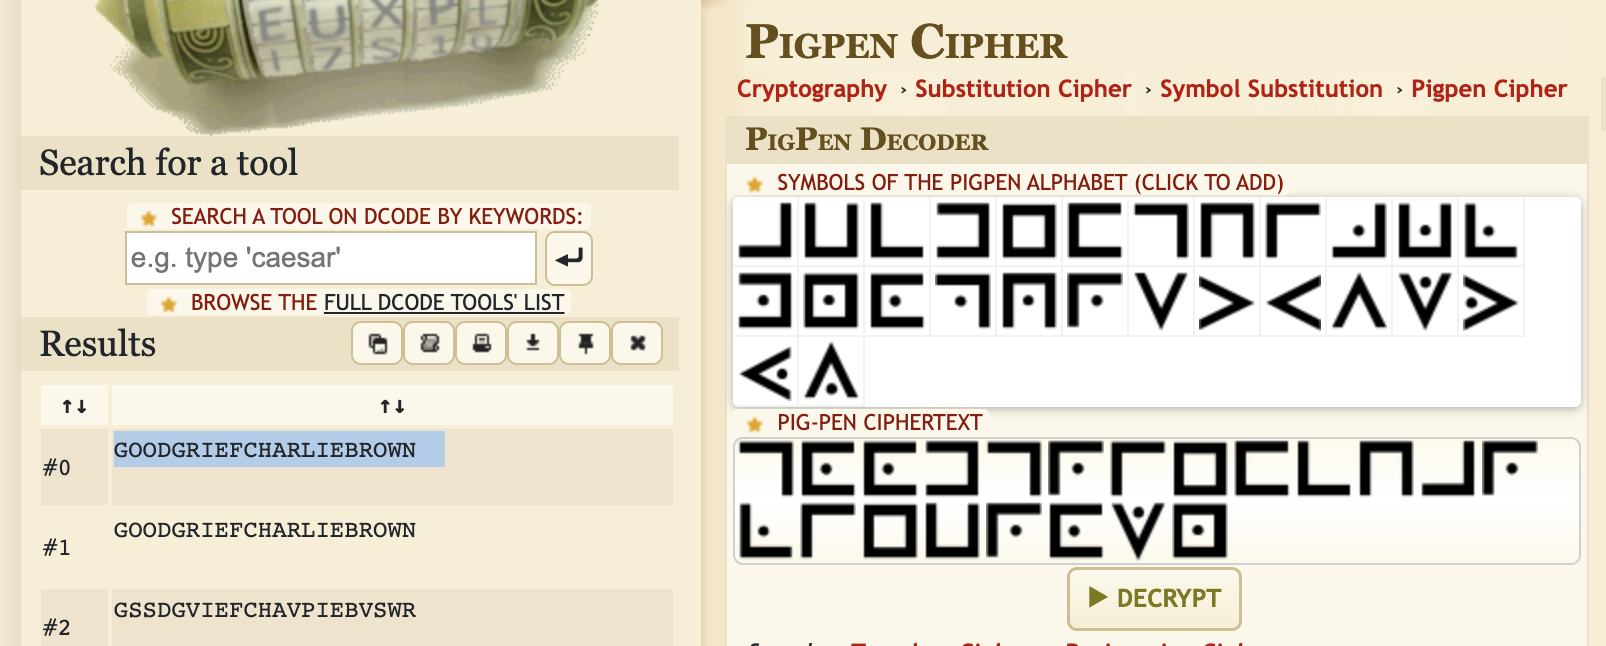 EUXPL
Search for a tool
SEARCH A TOOL ON DCODE BY KEYWORDS:
e.g. type 'caesar'
BROWSE THE FULL DCODE TOOLS' LIST
Results
↑↓ ↑↓
#0 GOODGRIEFCHARLIEBROWN
#1 GOODGRIEFCHARLIEBROWN
#2 GSSDGVIEFCHAVPIEBVSWR
PIGPEN CIPHER
Cryptography › Substitution Cipher › Symbol Substitution › Pigpen Cipher
PIGPEN DECODER
SYMBOLS OF THE PIGPEN ALPHABET (CLICK TO ADD)
PIG-PEN CIPHERTEXT
▶ DECRYPT